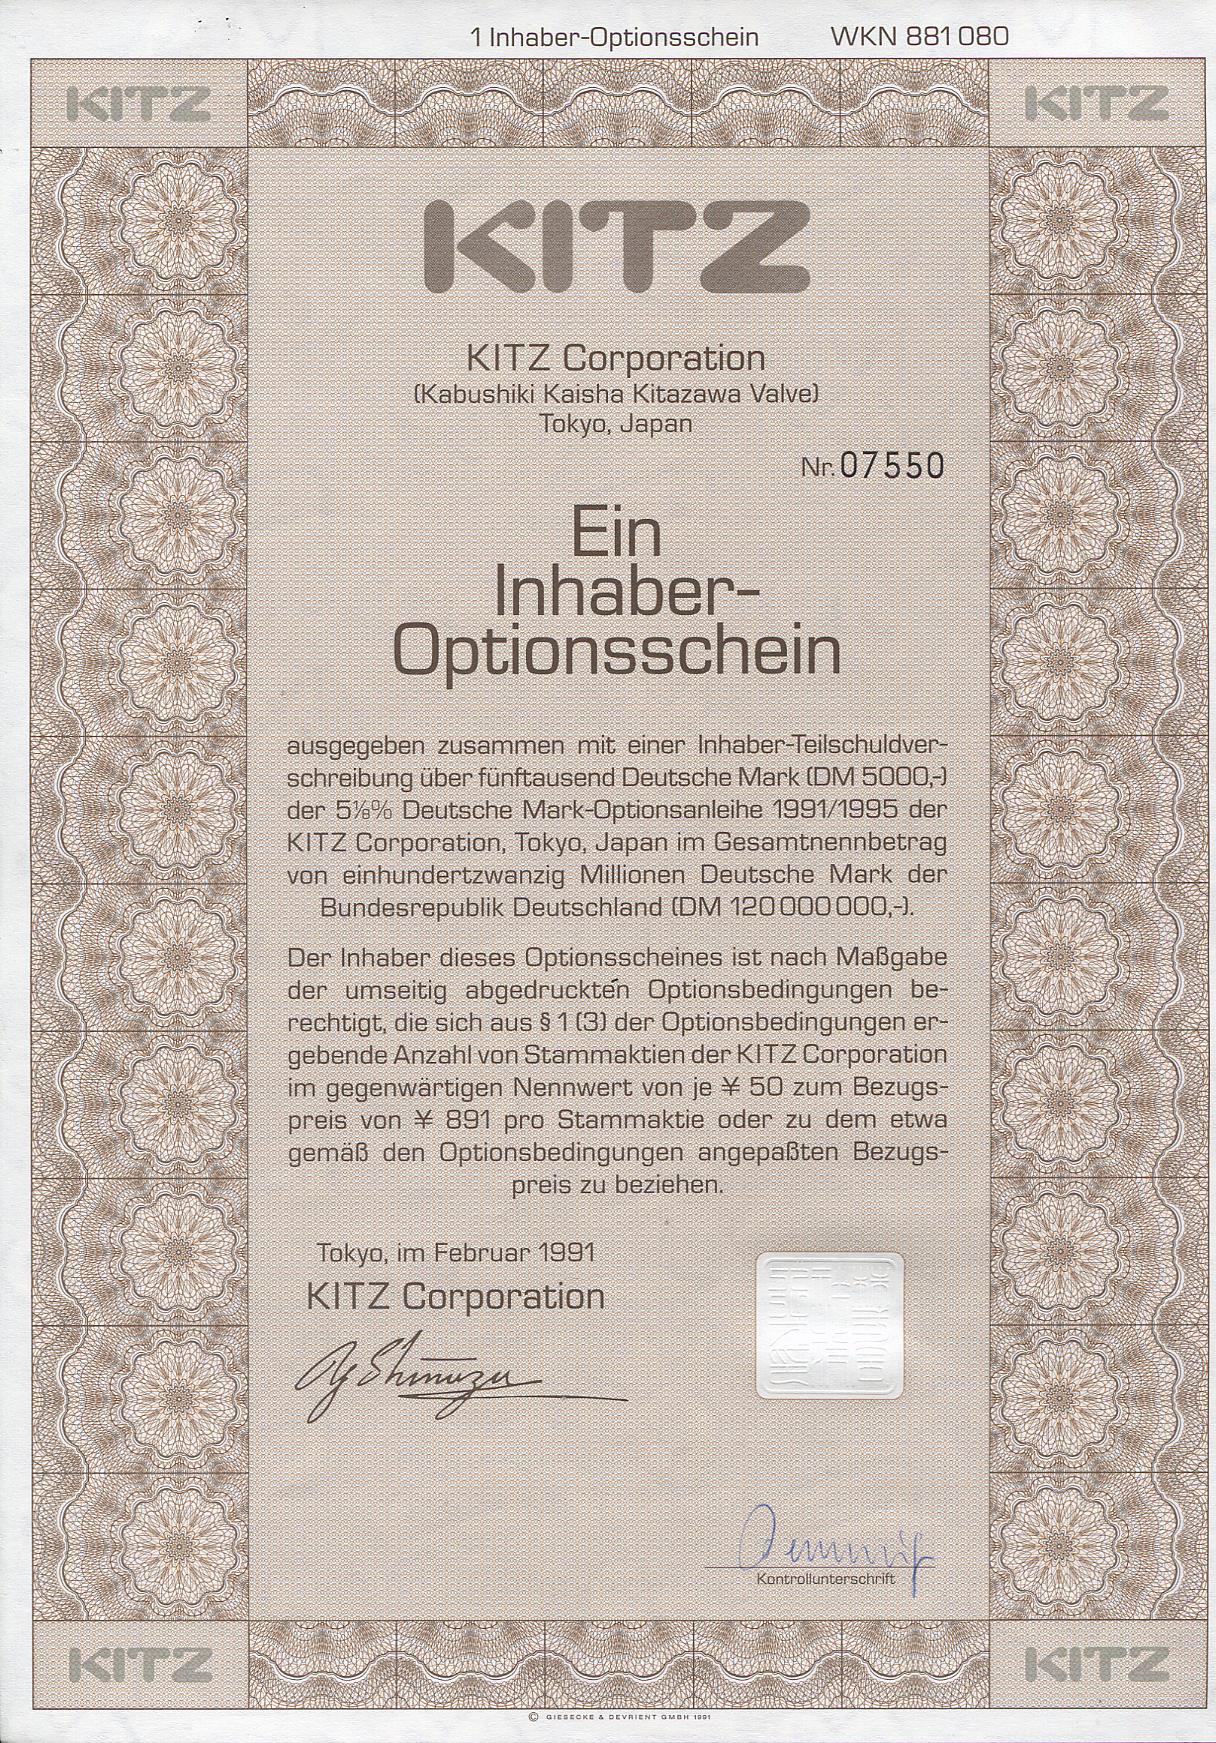 1 Inhaber-Optionsschein WKN 881 080
KITZ KITZ
KITZ
KITZ Corporation
(Kabushiki Kaisha Kitazawa Valve)
Tokyo, Japan
Nr. 07550
Ein
Inhaber-
Optionsschein
ausgegeben zusammen mit einer Inhaber-Teilschuldver-
schreibung über fünftausend Deutsche Mark (DM 5000,-)
der 5⅛% Deutsche Mark-Optionsanleihe 1991/1995 der
KITZ Corporation, Tokyo, Japan im Gesamtnennbetrag
von einhundertzwanzig Millionen Deutsche Mark der
Bundesrepublik Deutschland (DM 120 000 000,-).
Der Inhaber dieses Optionsscheines ist nach Maßgabe
der umseitig abgedruckten Optionsbedingungen be-
rechtigt, die sich aus § 1 (3) der Optionsbedingungen er-
gebende Anzahl von Stammaktien der KITZ Corporation
im gegenwärtigen Nennwert von je ¥ 50 zum Bezugs-
preis von ¥ 891 pro Stammaktie oder zu dem etwa
gemäß den Optionsbedingungen angepaßten Bezugs-
preis zu beziehen.
Tokyo, im Februar 1991
KITZ Corporation
Kontrollunterschrift
KITZ KITZ
© GIESECKE & DEVRIENT GMBH 1991